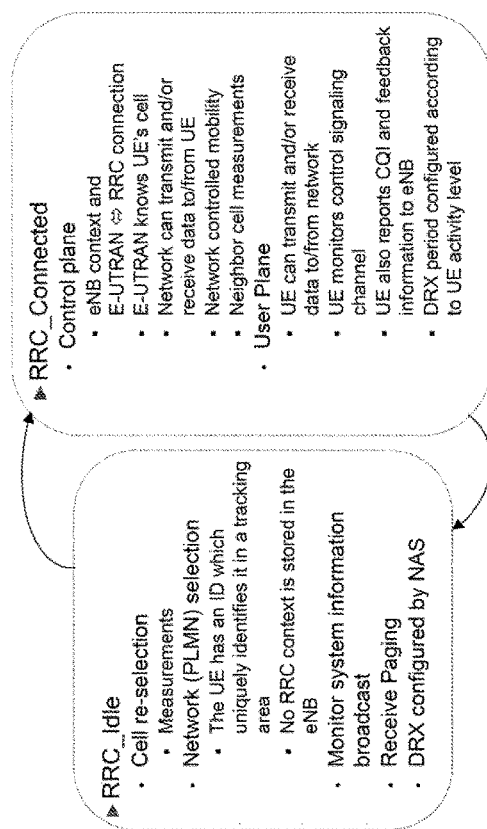 ▶ RRC_Idle
• Cell re-selection
• Measurements
• Network (PLMN) selection
• The UE has an ID which
uniquely identifies it in a tracking
area
• No RRC context is stored in the
eNB
• Monitor system information
broadcast
• Receive Paging
• DRX configured by NAS
▶ RRC_Connected
• Control plane
• eNB context and
E-UTRAN ⇔ RRC connection
• E-UTRAN knows UE's cell
• Network can transmit and/or
receive data to/from UE
• Network controlled mobility
• Neighbor cell measurements
• User Plane
• UE can transmit and/or receive
data to/from network
• UE monitors control signaling
channel
• UE also reports CQI and feedback
information to eNB
• DRX period configured according
to UE activity level